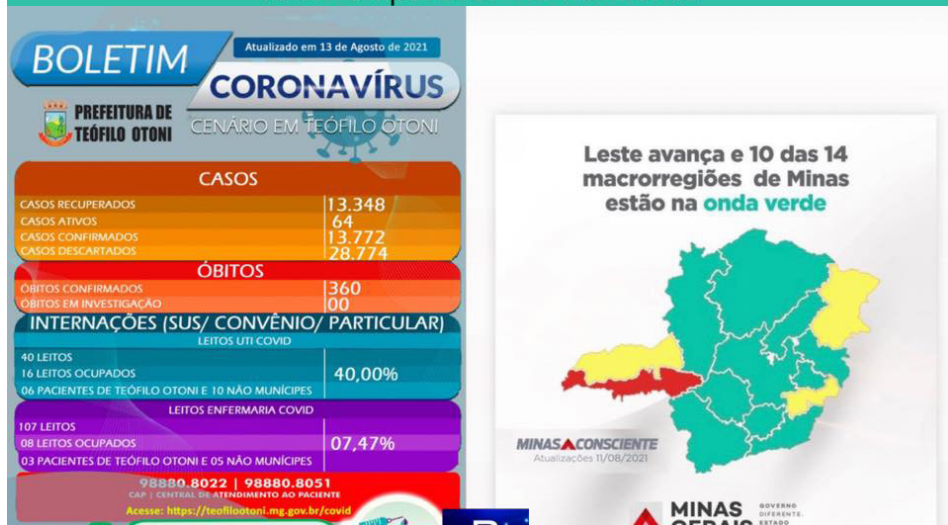 BOLETIM
Atualizado em 13 de Agosto de 2021
CORONAVÍRUS
PREFEITURA DE
TEÓFILO OTONI
CENÁRIO EM TEÓFILO OTONI
CASOS
CASOS RECUPERADOS 13.348
CASOS ATIVOS 64
CASOS CONFIRMADOS 13.772
CASOS DESCARTADOS 28.774
ÓBITOS
ÓBITOS CONFIRMADOS 360
ÓBITOS EM INVESTIGAÇÃO 00
INTERNAÇÕES (SUS/ CONVÊNIO/ PARTICULAR)
LEITOS UTI COVID
40 LEITOS
16 LEITOS OCUPADOS 40,00%
06 PACIENTES DE TEÓFILO OTONI E 10 NÃO MUNÍCIPES
LEITOS ENFERMARIA COVID
107 LEITOS
08 LEITOS OCUPADOS 07,47%
03 PACIENTES DE TEÓFILO OTONI E 05 NÃO MUNÍCIPES
98880.8022 | 98880.8051
CAP | CENTRAL DE ATENDIMENTO AO PACIENTE
Acesse: https://teofilootoni.mg.gov.br/covid
Leste avança e 10 das 14
macrorregiões de Minas
estão na onda verde
MINAS CONSCIENTE
Atualizações 11/08/2021
MINAS
GERAIS
GOVERNO
DIFERENTE.
ESTADO